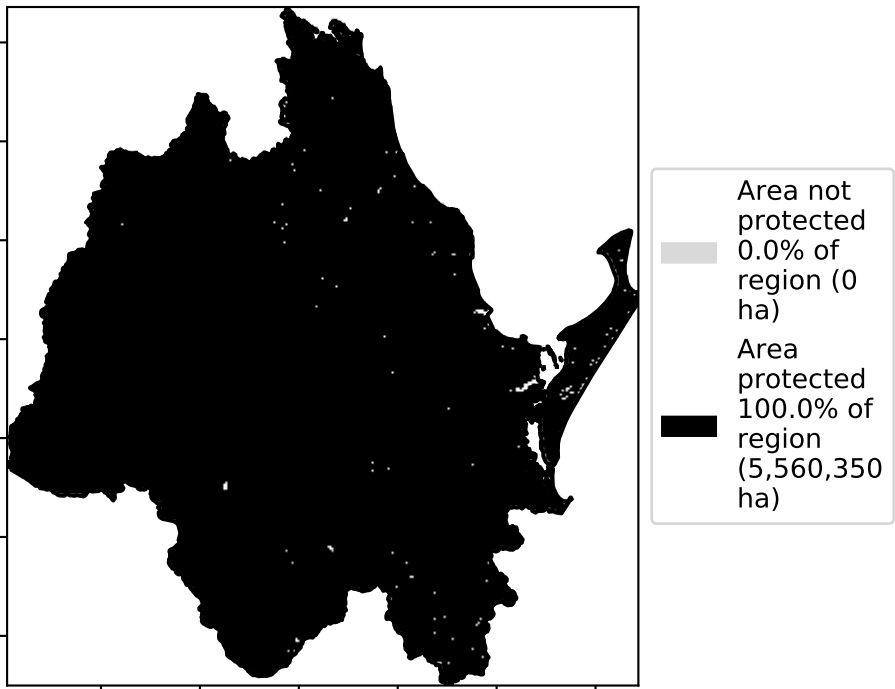 Area not
protected
0.0% of
region (0
ha)
Area
protected
100.0% of
region
(5,560,350
ha)